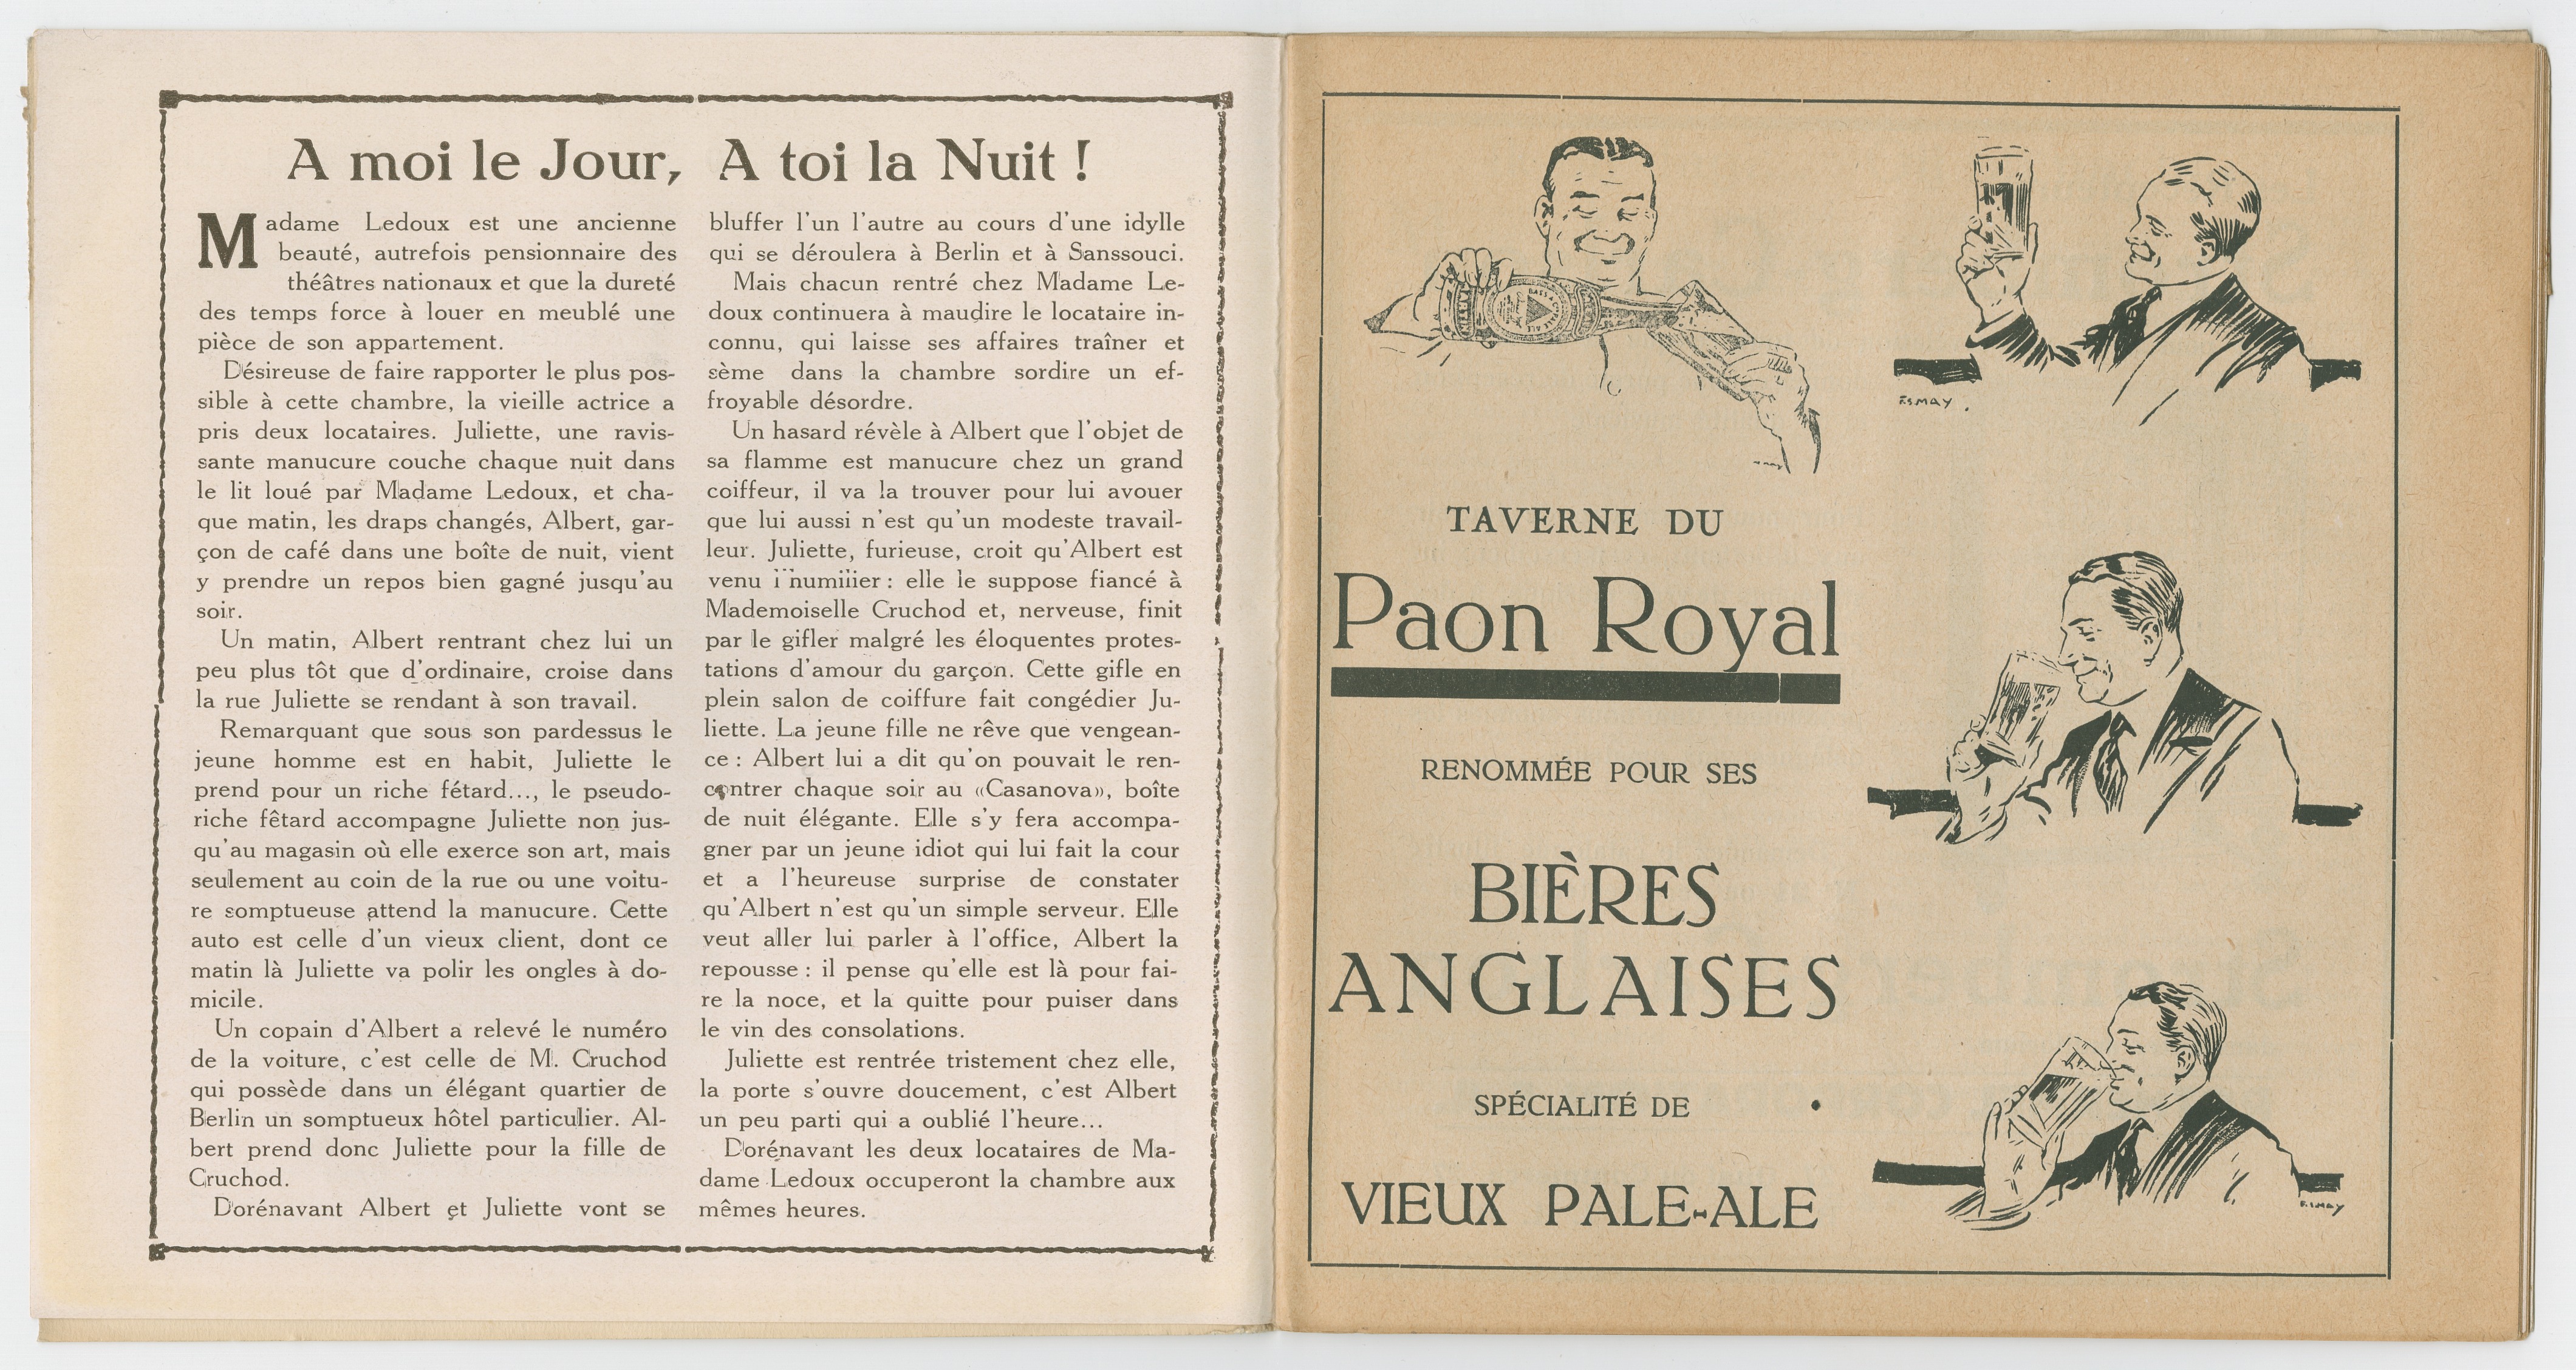 A moi le Jour, A toi la Nuit !
Madame Ledoux est une ancienne
beauté, autrefois pensionnaire des
théâtres nationaux et que la dureté
des temps force à louer en meublé une
pièce de son appartement.
Désireuse de faire rapporter le plus pos-
sible à cette chambre, la vieille actrice a
pris deux locataires. Juliette, une ravis-
sante manucure couche chaque nuit dans
le lit loué par Madame Ledoux, et cha-
que matin, les draps changés, Albert, gar-
çon de café dans une boîte de nuit, vient
y prendre un repos bien gagné jusqu'au
soir.
Un matin, Albert rentrant chez lui un
peu plus tôt que d'ordinaire, croise dans
la rue Juliette se rendant à son travail.
Remarquant que sous son pardessus le
jeune homme est en habit, Juliette le
prend pour un riche fétard..., le pseudo-
riche fêtard accompagne Juliette non jus-
qu'au magasin où elle exerce son art, mais
seulement au coin de la rue ou une voitu-
re somptueuse attend la manucure. Cette
auto est celle d'un vieux client, dont ce
matin là Juliette va polir les ongles à do-
micile.
Un copain d'Albert a relevé le numéro
de la voiture, c'est celle de M. Cruchod
qui possède dans un élégant quartier de
Berlin un somptueux hôtel particulier. Al-
bert prend donc Juliette pour la fille de
Cruchod.
Dorénavant Albert et Juliette vont se
bluffer l'un l'autre au cours d'une idylle
qui se déroulera à Berlin et à Sanssouci.
Mais chacun rentré chez Madame Le-
doux continuera à maudire le locataire in-
connu, qui laisse ses affaires traîner et
sème dans la chambre sordire un ef-
froyable désordre.
Un hasard révèle à Albert que l'objet de
sa flamme est manucure chez un grand
coiffeur, il va la trouver pour lui avouer
que lui aussi n'est qu'un modeste travail-
leur. Juliette, furieuse, croit qu'Albert est
venu l'humilier : elle le suppose fiancé à
Mademoiselle Cruchod et, nerveuse, finit
par le gifler malgré les éloquentes protes-
tations d'amour du garçon. Cette gifle en
plein salon de coiffure fait congédier Ju-
liette. La jeune fille ne rêve que vengean-
ce : Albert lui a dit qu'on pouvait le ren-
contrer chaque soir au «Casanova», boîte
de nuit élégante. Elle s'y fera accompa-
gner par un jeune idiot qui lui fait la cour
et a l'heureuse surprise de constater
qu'Albert n'est qu'un simple serveur. Elle
veut aller lui parler à l'office, Albert la
repousse : il pense qu'elle est là pour fai-
re la noce, et la quitte pour puiser dans
le vin des consolations.
Juliette est rentrée tristement chez elle,
la porte s'ouvre doucement, c'est Albert
un peu parti qui a oublié l'heure...
Dorénavant les deux locataires de Ma-
dame Ledoux occuperont la chambre aux
mêmes heures.
F.S MAY.
TAVERNE DU
Paon Royal
RENOMMÉE POUR SES
BIÈRES
ANGLAISES
SPÉCIALITÉ DE
VIEUX PALE-ALE
F.S MAY